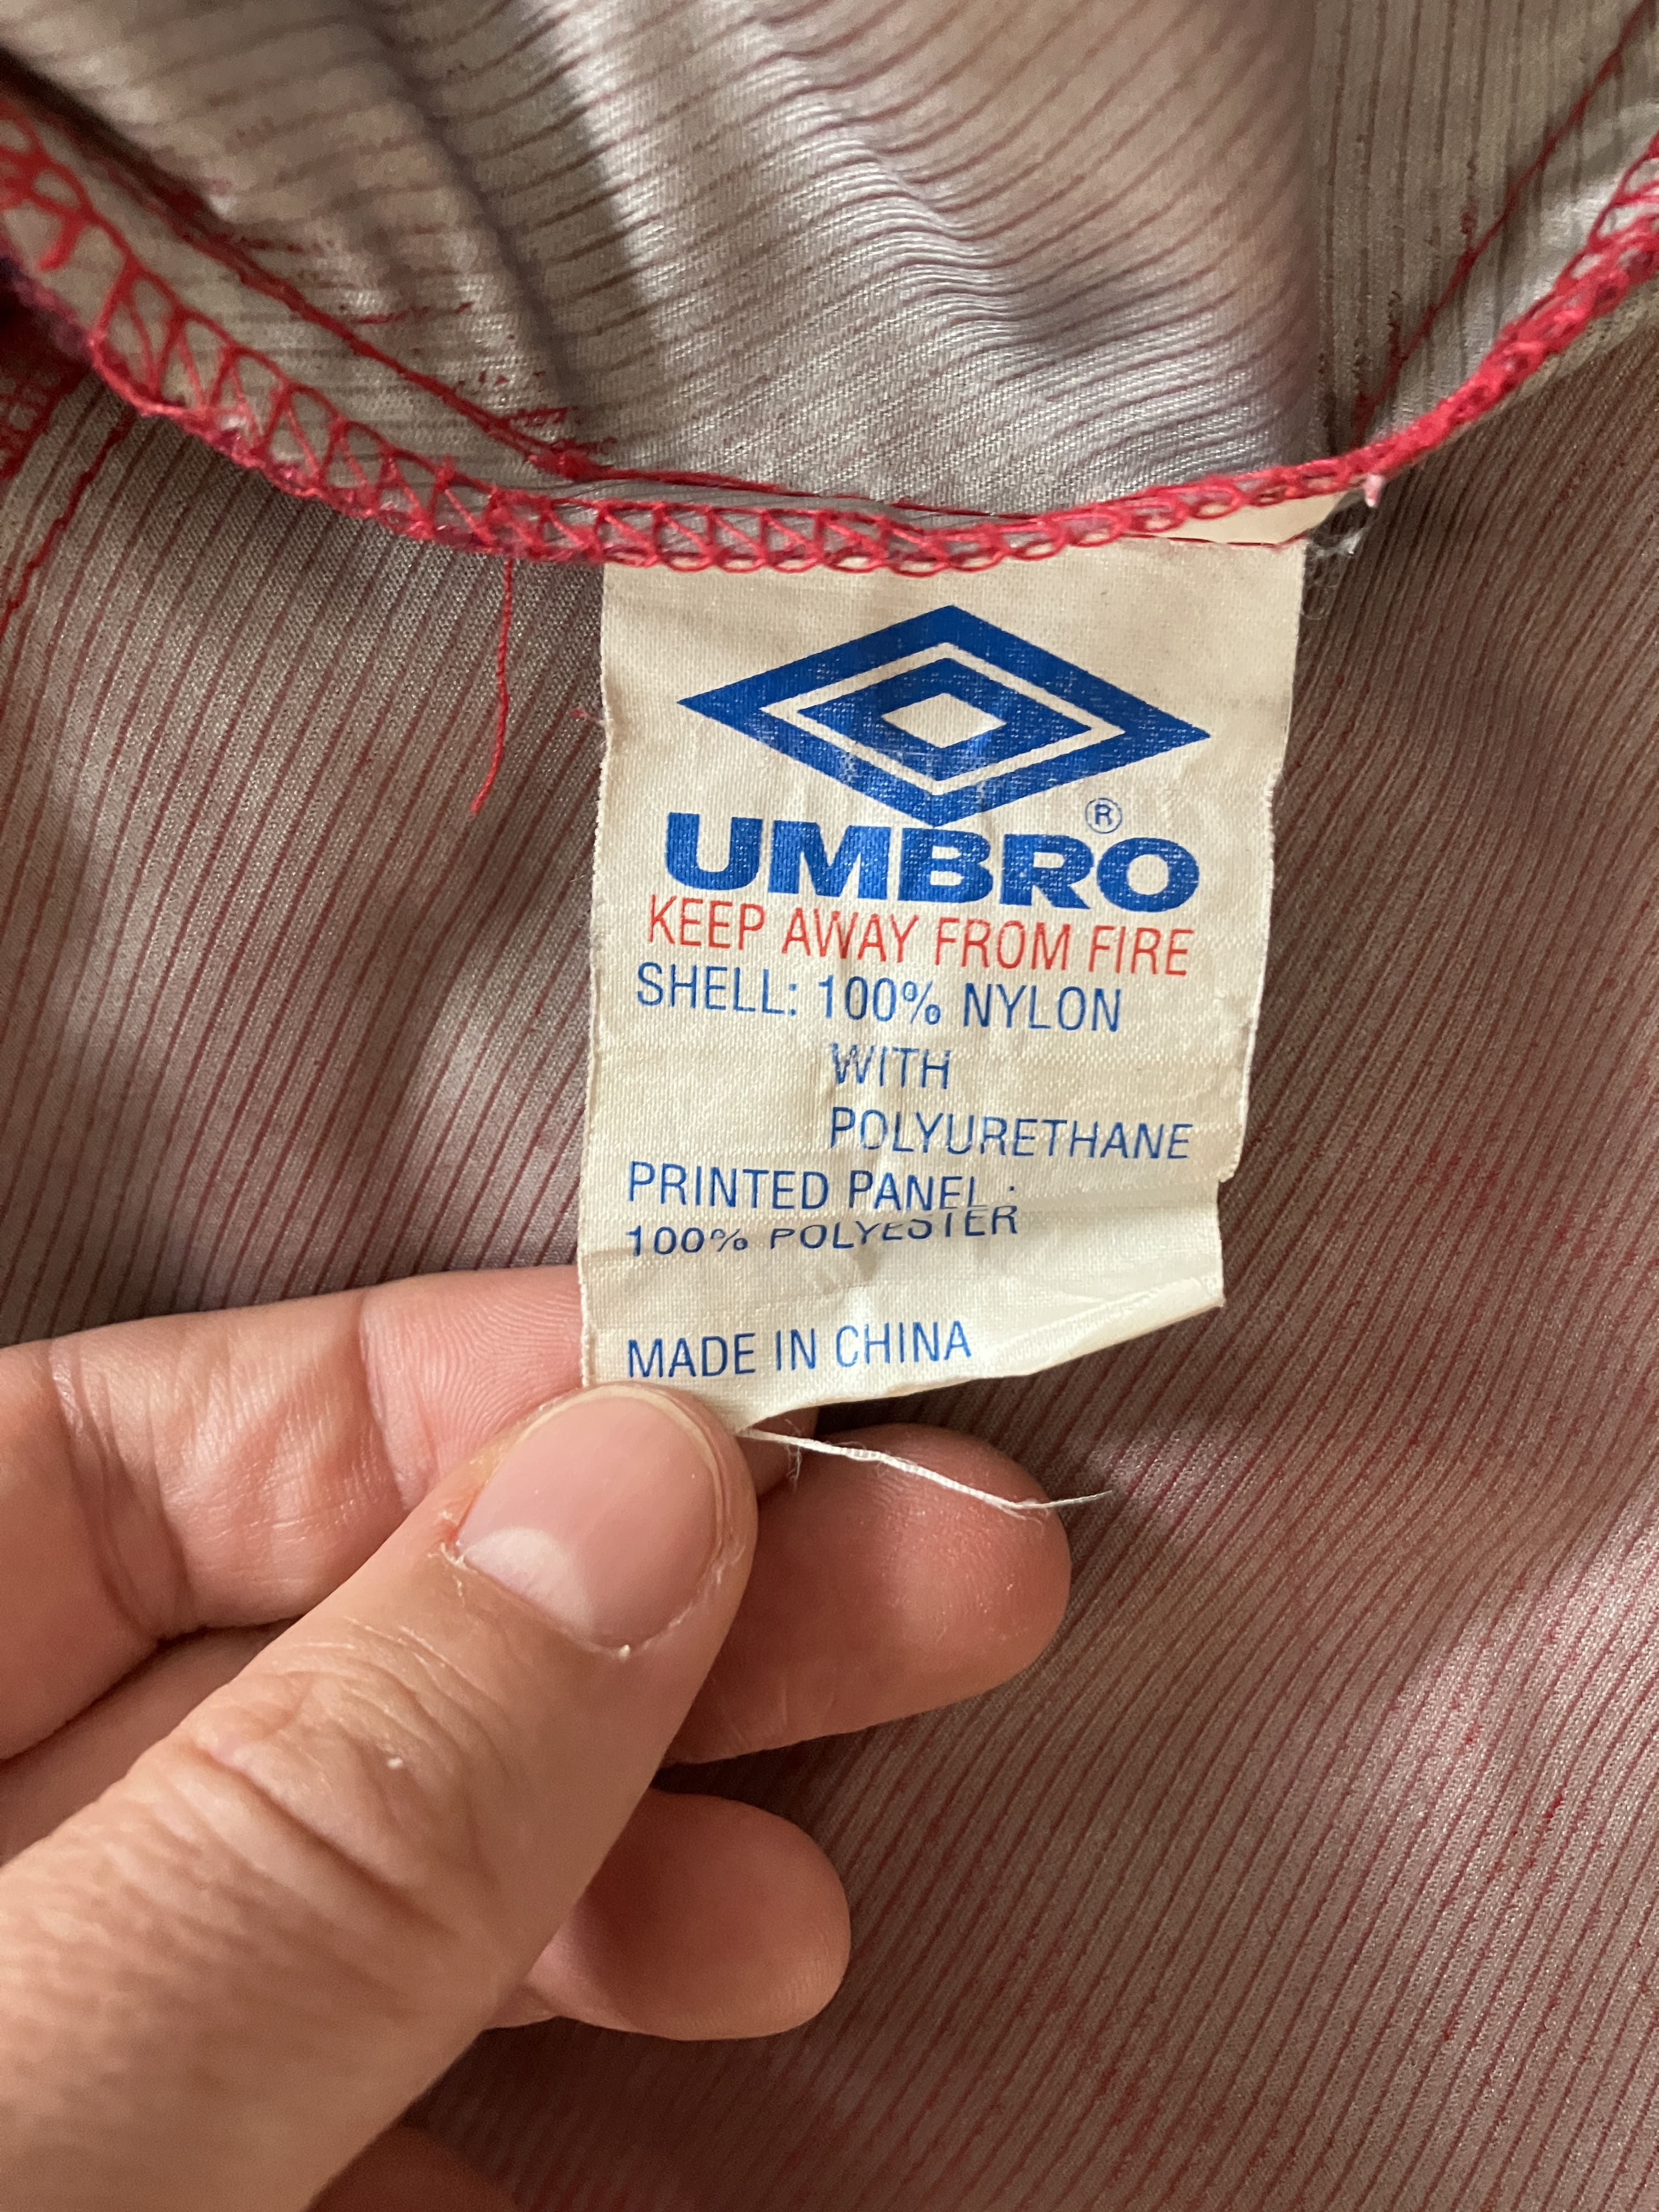 UMBRO®
KEEP AWAY FROM FIRE
SHELL: 100% NYLON
WITH
POLYURETHANE
PRINTED PANEL :
100% POLYESTER
MADE IN CHINA